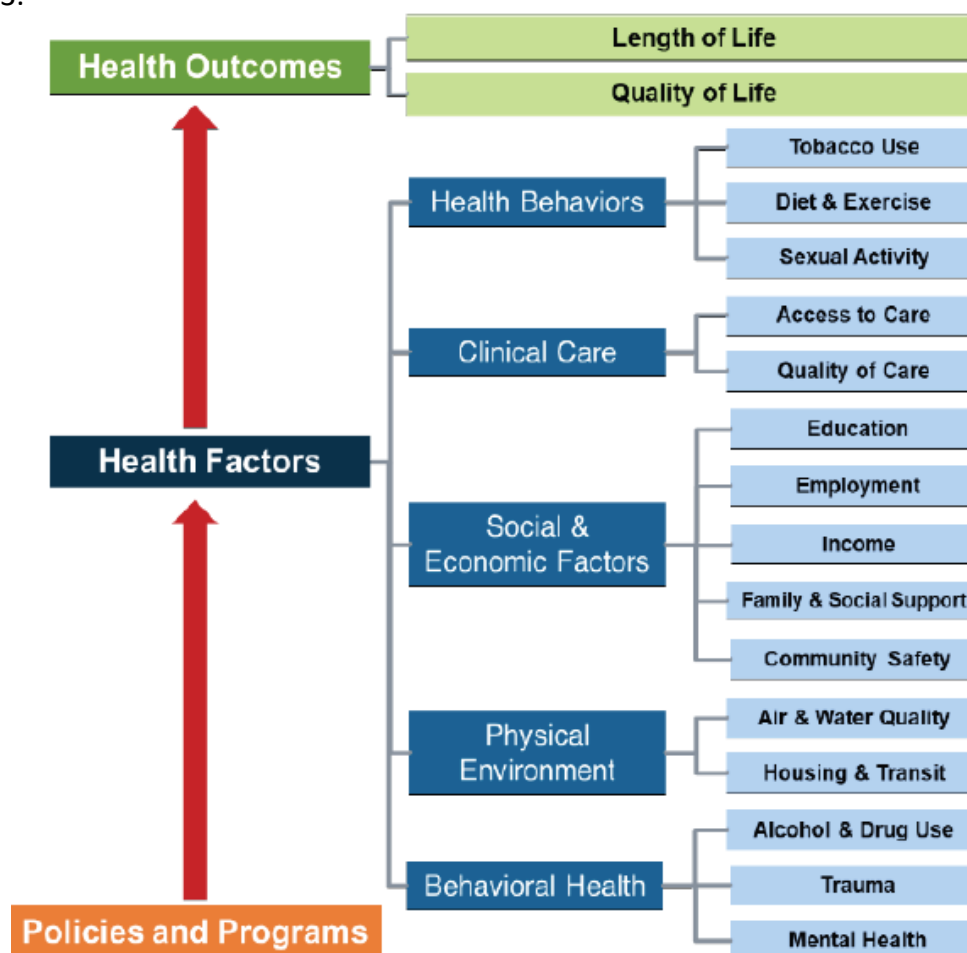 s.
Health Outcomes
Length of Life
Quality of Life
Health Behaviors
Tobacco Use
Diet & Exercise
Sexual Activity
Clinical Care
Access to Care
Quality of Care
Health Factors
Social &
Economic Factors
Education
Employment
Income
Family & Social Support
Community Safety
Physical
Environment
Air & Water Quality
Housing & Transit
Behavioral Health
Alcohol & Drug Use
Trauma
Mental Health
Policies and Programs